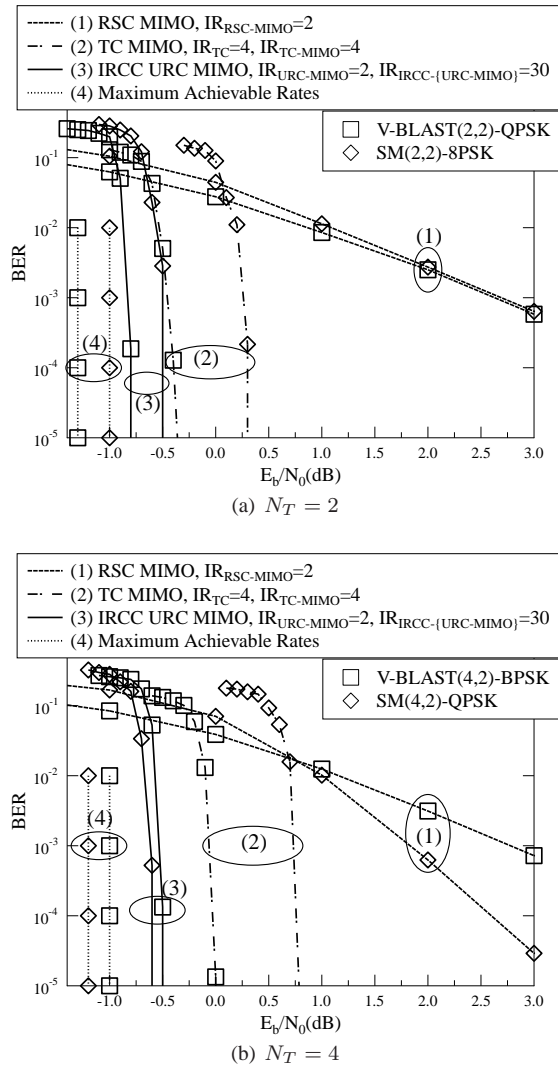 (1) RSC MIMO, IR_RSC-MIMO=2
(2) TC MIMO, IR_TC=4, IR_TC-MIMO=4
(3) IRCC URC MIMO, IR_URC-MIMO=2, IR_IRCC-{URC-MIMO}=30
(4) Maximum Achievable Rates
V-BLAST(2,2)-QPSK
SM(2,2)-8PSK
10^-1
10^-2
10^-3
10^-4
10^-5
BER
(1)
(4)
(2)
(3)
-1.0 -0.5 0.0 0.5 1.0 1.5 2.0 2.5 3.0
E_b/N_0(dB)
(a) N_T = 2
(1) RSC MIMO, IR_RSC-MIMO=2
(2) TC MIMO, IR_TC=4, IR_TC-MIMO=4
(3) IRCC URC MIMO, IR_URC-MIMO=2, IR_IRCC-{URC-MIMO}=30
(4) Maximum Achievable Rates
V-BLAST(4,2)-BPSK
SM(4,2)-QPSK
10^-1
10^-2
10^-3
10^-4
10^-5
BER
(4)
(2)
(1)
(3)
-1.0 -0.5 0.0 0.5 1.0 1.5 2.0 2.5 3.0
E_b/N_0(dB)
(b) N_T = 4